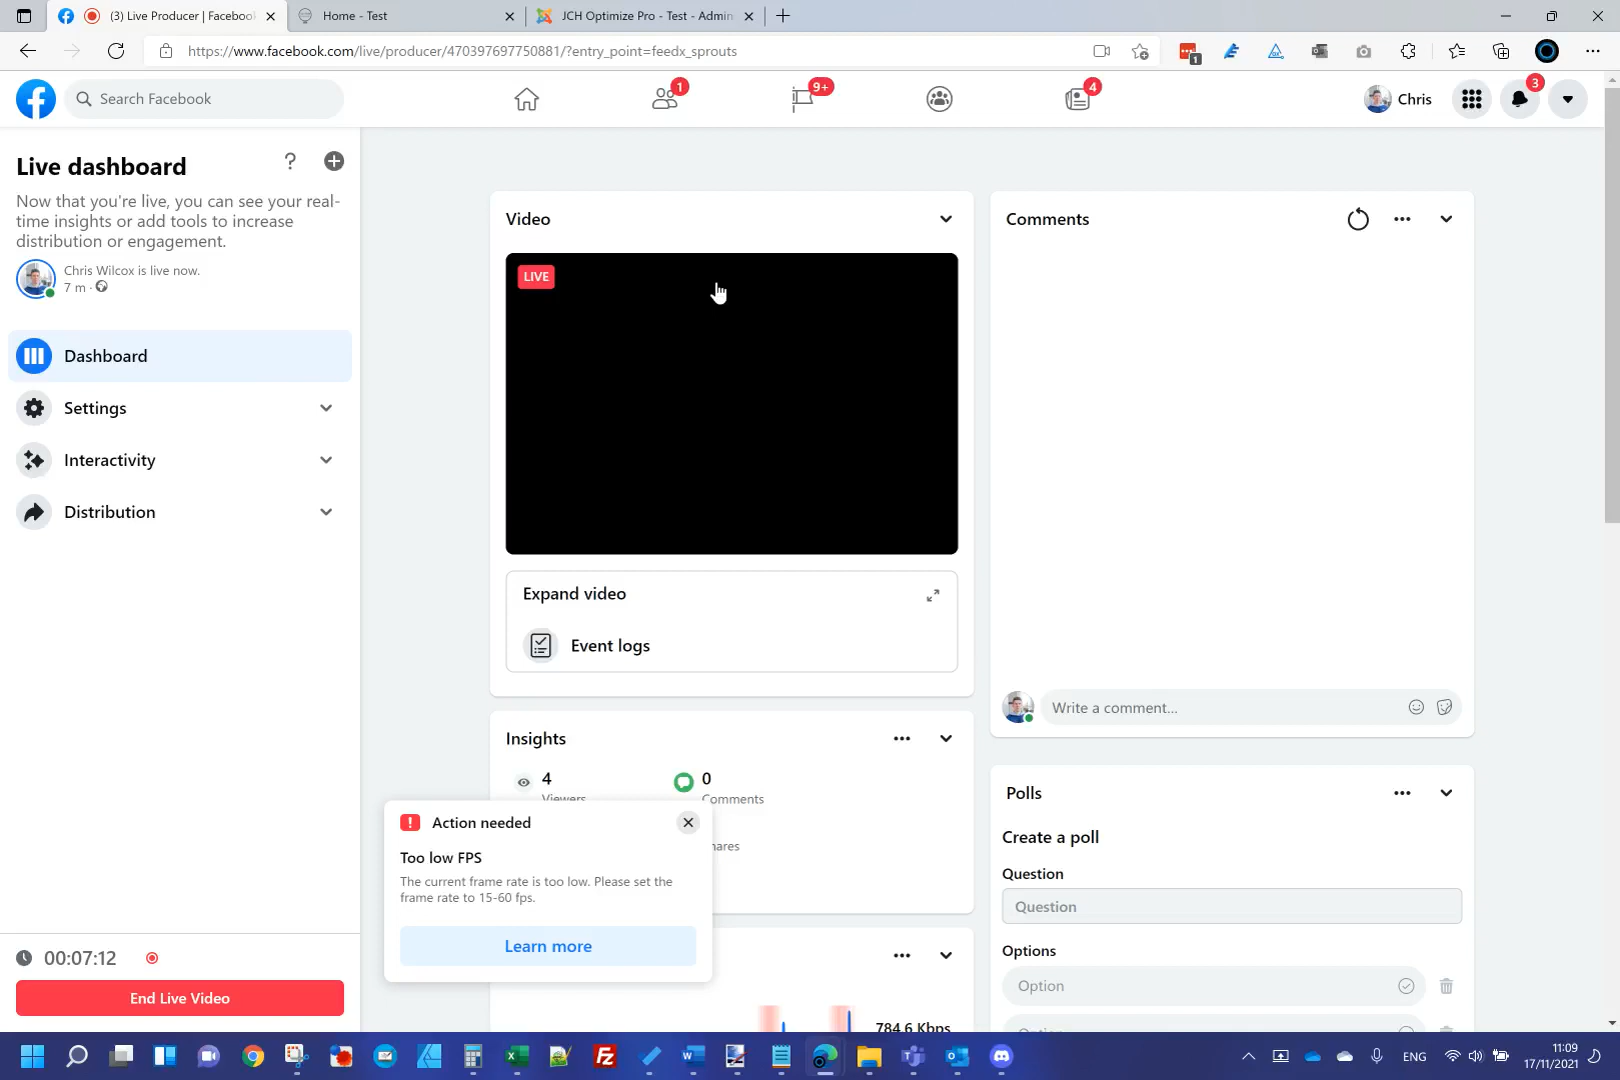 (3) Live Producer | Facebook
Home - Test
JCH Optimize Pro - Test - Admin
https://www.facebook.com/live/producer/470397697750881/?entry_point=feedx_sprouts
1
Search Facebook
1
9+
4
Chris
3
Live dashboard
?
Now that you're live, you can see your real-
time insights or add tools to increase
distribution or engagement.
Chris Wilcox is live now.
7 m ·
Dashboard
Settings
Interactivity
Distribution
00:07:12
End Live Video
Video
LIVE
Expand video
Event logs
Insights
4
Viewers
0
Comments
hares
Action needed
Too low FPS
The current frame rate is too low. Please set the
frame rate to 15-60 fps.
Learn more
784.6 Kbps
Comments
Write a comment...
Polls
Create a poll
Question
Question
Options
Option
ENG
11:09
17/11/2021